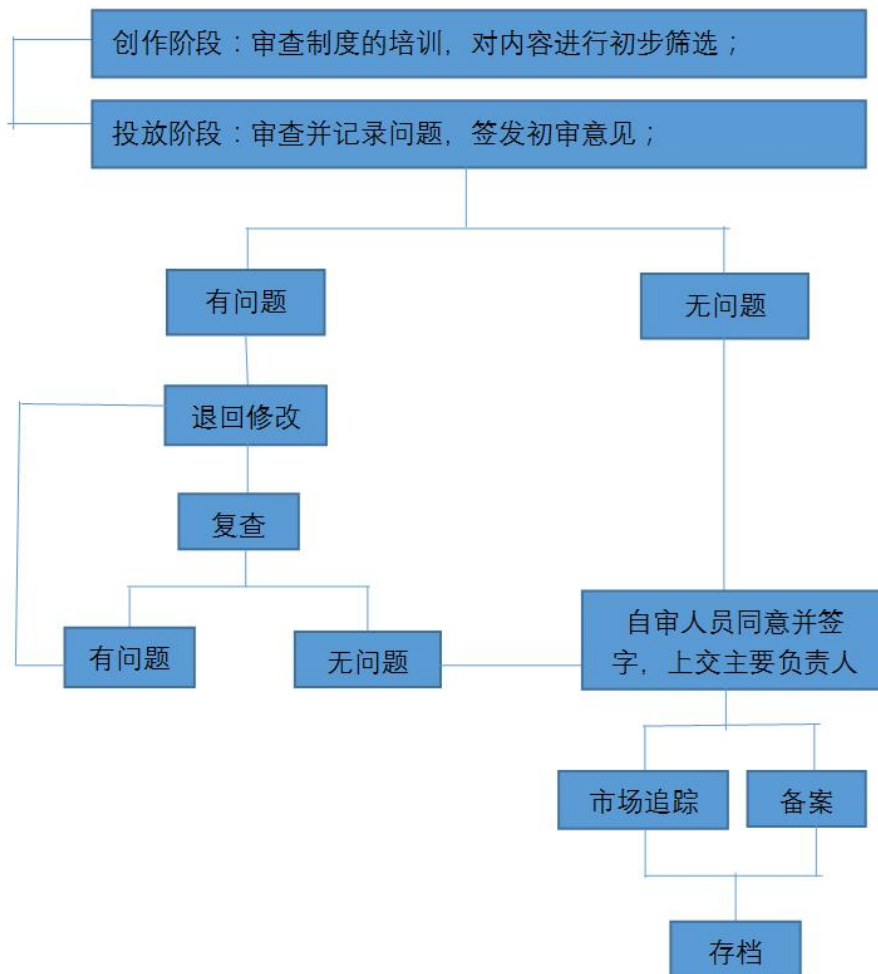 创作阶段：审查制度的培训，对内容进行初步筛选；
投放阶段：审查并记录问题，签发初审意见；
有问题
无问题
退回修改
复查
有问题
无问题
自审人员同意并签
字，上交主要负责人
市场追踪
备案
存档